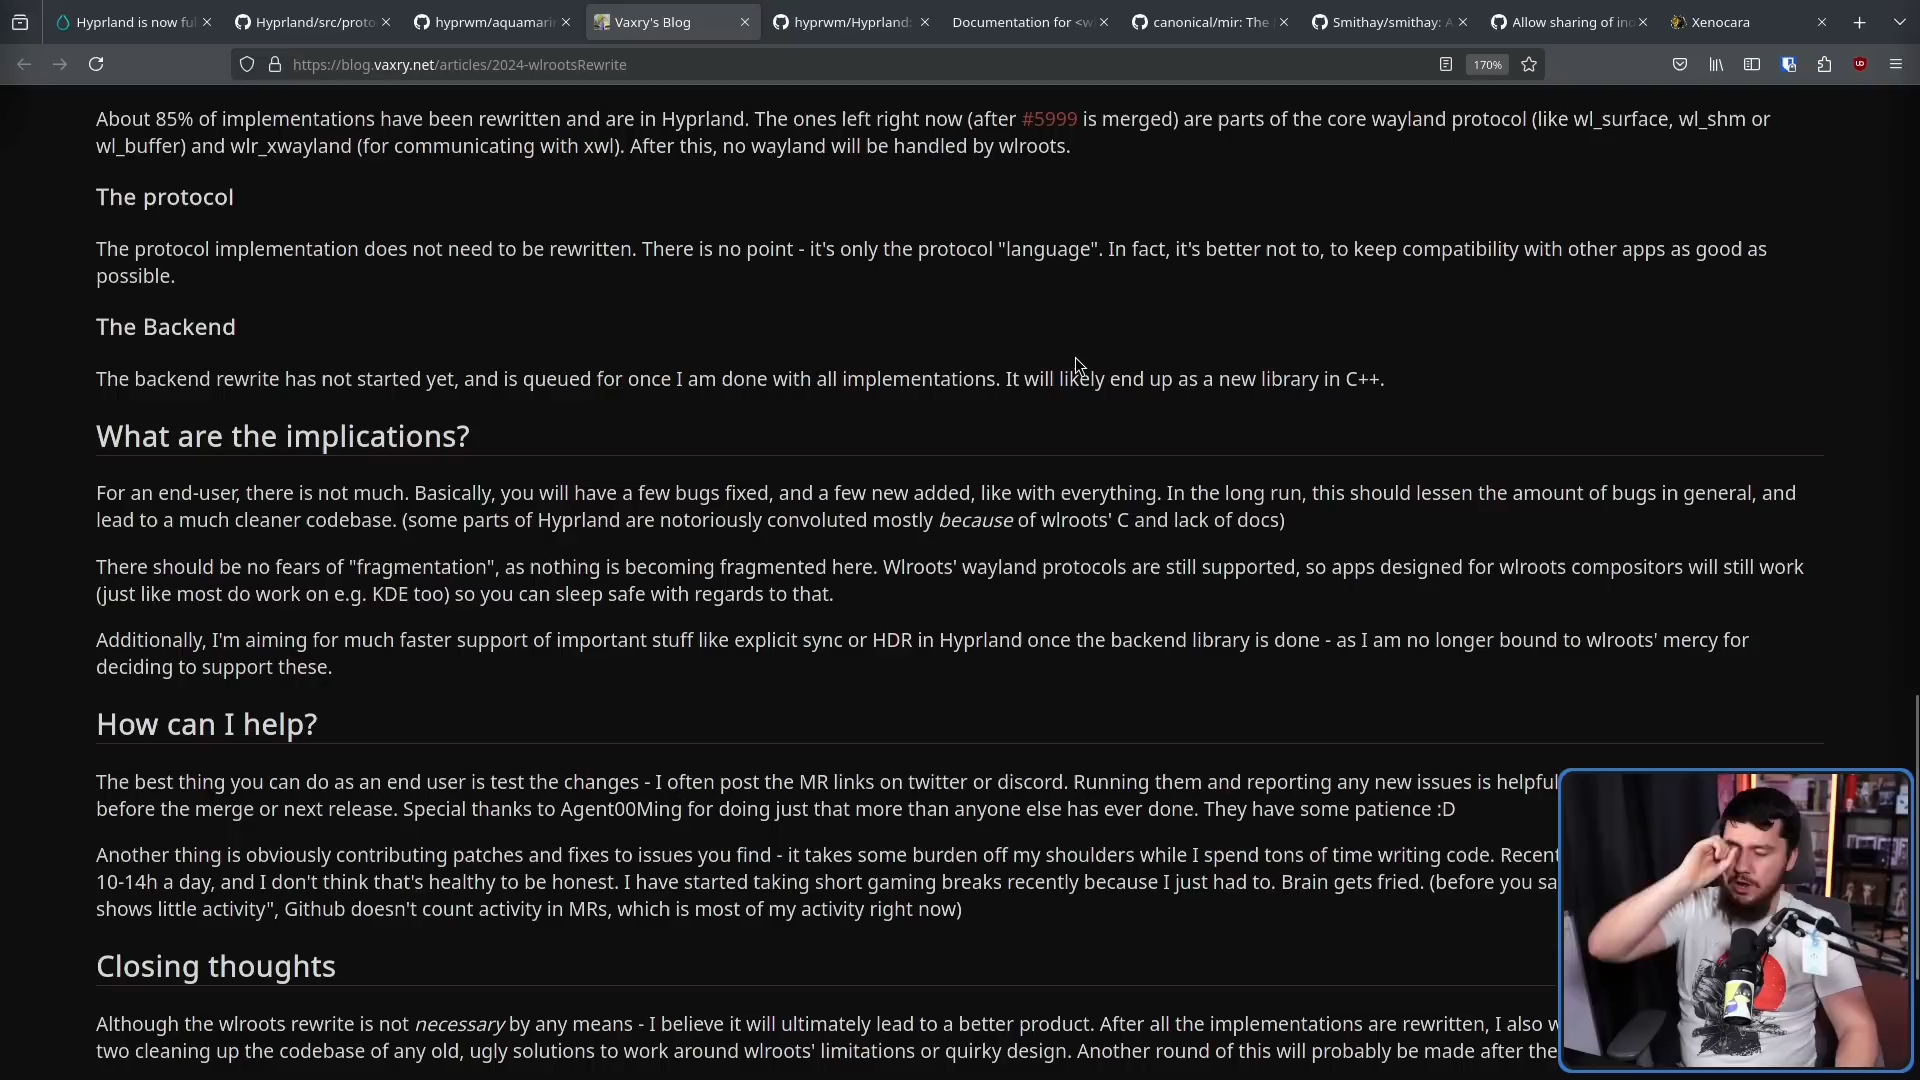 Hyprland is now ful
Hyprland/src/proto
hyprwm/aquamari
Vaxry's Blog
hyprwm/Hyprland:
Documentation for <w
canonical/mir: The
Smithay/smithay: A
Allow sharing of in
Xenocara
https://blog.vaxry.net/articles/2024-wlrootsRewrite
170%
About 85% of implementations have been rewritten and are in Hyprland. The ones left right now (after #5999 is merged) are parts of the core wayland protocol (like wl_surface, wl_shm or
wl_buffer) and wlr_xwayland (for communicating with xwl). After this, no wayland will be handled by wlroots.
The protocol
The protocol implementation does not need to be rewritten. There is no point - it's only the protocol "language". In fact, it's better not to, to keep compatibility with other apps as good as
possible.
The Backend
The backend rewrite has not started yet, and is queued for once I am done with all implementations. It will likely end up as a new library in C++.
What are the implications?
For an end-user, there is not much. Basically, you will have a few bugs fixed, and a few new added, like with everything. In the long run, this should lessen the amount of bugs in general, and
lead to a much cleaner codebase. (some parts of Hyprland are notoriously convoluted mostly because of wlroots' C and lack of docs)
There should be no fears of "fragmentation", as nothing is becoming fragmented here. Wlroots' wayland protocols are still supported, so apps designed for wlroots compositors will still work
(just like most do work on e.g. KDE too) so you can sleep safe with regards to that.
Additionally, I'm aiming for much faster support of important stuff like explicit sync or HDR in Hyprland once the backend library is done - as I am no longer bound to wlroots' mercy for
deciding to support these.
How can I help?
The best thing you can do as an end user is test the changes - I often post the MR links on twitter or discord. Running them and reporting any new issues is helpful
before the merge or next release. Special thanks to Agent00Ming for doing just that more than anyone else has ever done. They have some patience :D
Another thing is obviously contributing patches and fixes to issues you find - it takes some burden off my shoulders while I spend tons of time writing code. Recent
10-14h a day, and I don't think that's healthy to be honest. I have started taking short gaming breaks recently because I just had to. Brain gets fried. (before you sa
shows little activity", Github doesn't count activity in MRs, which is most of my activity right now)
Closing thoughts
Although the wlroots rewrite is not necessary by any means - I believe it will ultimately lead to a better product. After all the implementations are rewritten, I also w
two cleaning up the codebase of any old, ugly solutions to work around wlroots' limitations or quirky design. Another round of this will probably be made after the